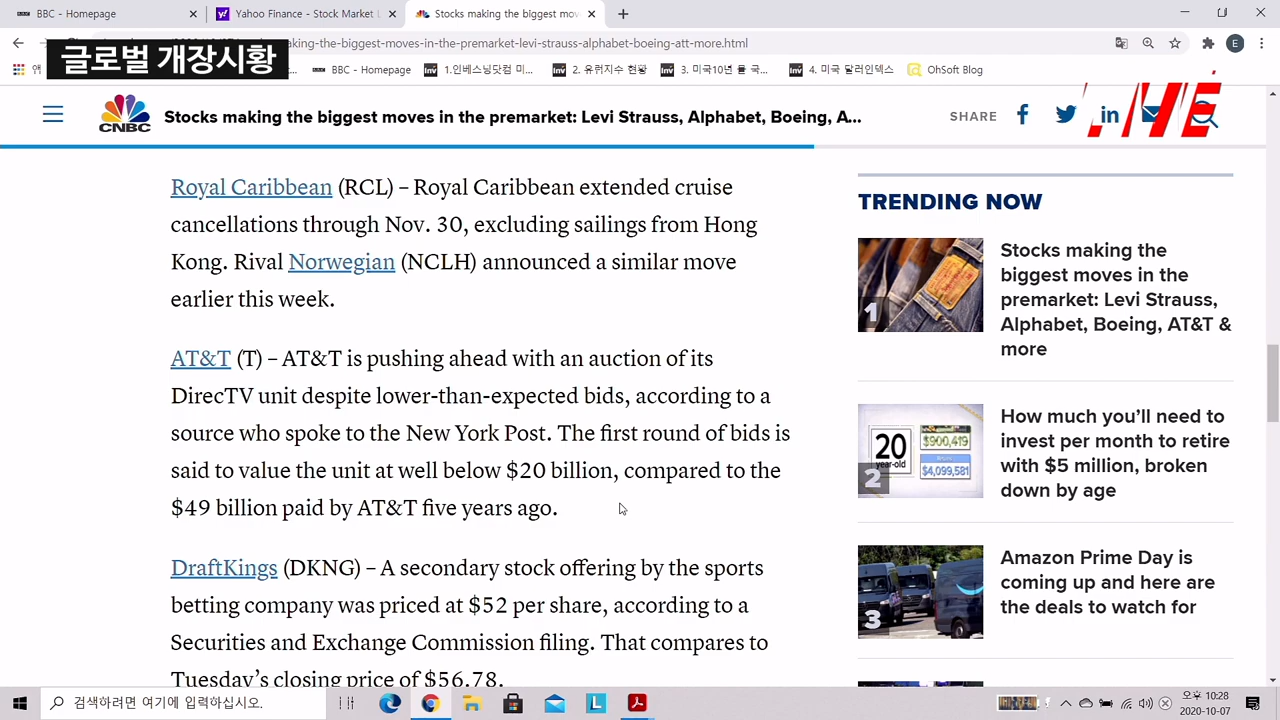 BBC - Homepage
Yahoo Finance - Stock Market L
Stocks making the biggest mov
글로벌 개장시황
making-the-biggest-moves-in-the-premarket-levi-strauss-alphabet-boeing-att-more.html
BBC - Homepage
1.인베스닝닷컴 미...
2. 유럽지수 현황
3. 미국10년 물 국...
4. 미국 달러인덱스
OhSoft Blog
E
CNBC
Stocks making the biggest moves in the premarket: Levi Strauss, Alphabet, Boeing, A...
SHARE
LIVE
Royal Caribbean (RCL) – Royal Caribbean extended cruise
cancellations through Nov. 30, excluding sailings from Hong
Kong. Rival Norwegian (NCLH) announced a similar move
earlier this week.
AT&T (T) – AT&T is pushing ahead with an auction of its
DirecTV unit despite lower-than-expected bids, according to a
source who spoke to the New York Post. The first round of bids is
said to value the unit at well below $20 billion, compared to the
$49 billion paid by AT&T five years ago.
DraftKings (DKNG) – A secondary stock offering by the sports
betting company was priced at $52 per share, according to a
Securities and Exchange Commission filing. That compares to
Tuesday's closing price of $56.78.
TRENDING NOW
1
Stocks making the
biggest moves in the
premarket: Levi Strauss,
Alphabet, Boeing, AT&T &
more
20
year-old
$900,419
$4,099,581
2
How much you'll need to
invest per month to retire
with $5 million, broken
down by age
3
Amazon Prime Day is
coming up and here are
the deals to watch for
검색하려면 여기에 입력하십시오.
오후 10:28
2020-10-07